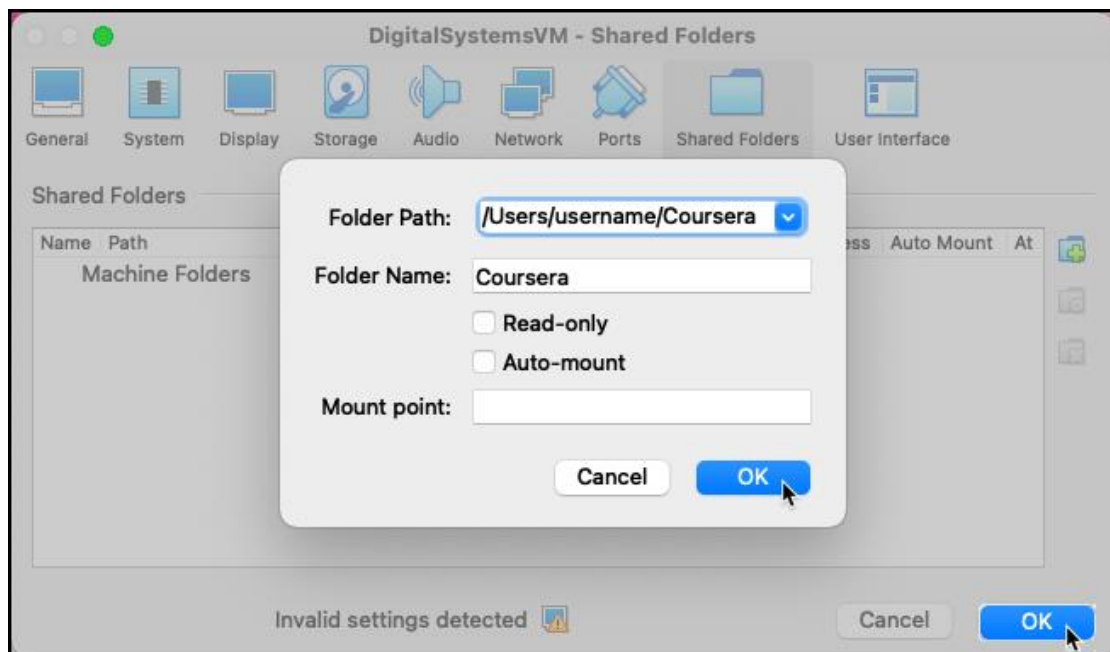 DigitalSystemsVM - Shared Folders
General System Display Storage Audio Network Ports Shared Folders User Interface
Shared Folders
Name Path ess Auto Mount At
Machine Folders
Folder Path: /Users/username/Coursera
Folder Name: Coursera
Read-only
Auto-mount
Mount point:
Cancel OK
Invalid settings detected Cancel OK